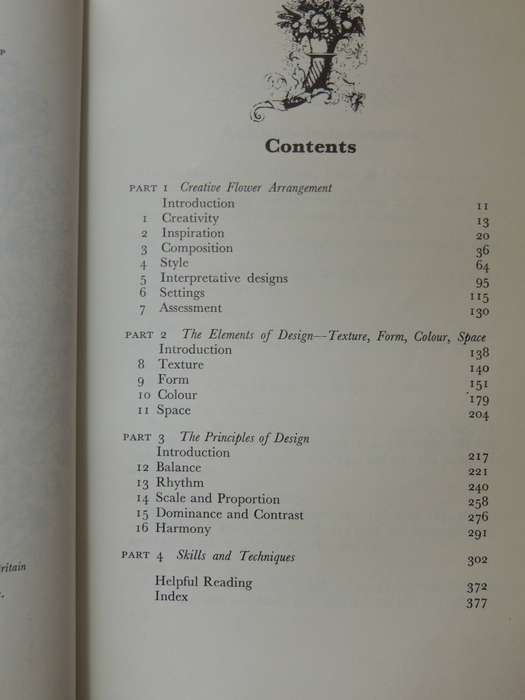 P
Contents
PART 1 Creative Flower Arrangement
Introduction 11
1 Creativity 13
2 Inspiration 20
3 Composition 36
4 Style 64
5 Interpretative designs 95
6 Settings 115
7 Assessment 130
PART 2 The Elements of Design—Texture, Form, Colour, Space
Introduction 138
8 Texture 140
9 Form 151
10 Colour 179
11 Space 204
PART 3 The Principles of Design
Introduction 217
12 Balance 221
13 Rhythm 240
14 Scale and Proportion 258
15 Dominance and Contrast 276
16 Harmony 291
PART 4 Skills and Techniques 302
Helpful Reading 372
Index 377
ritain